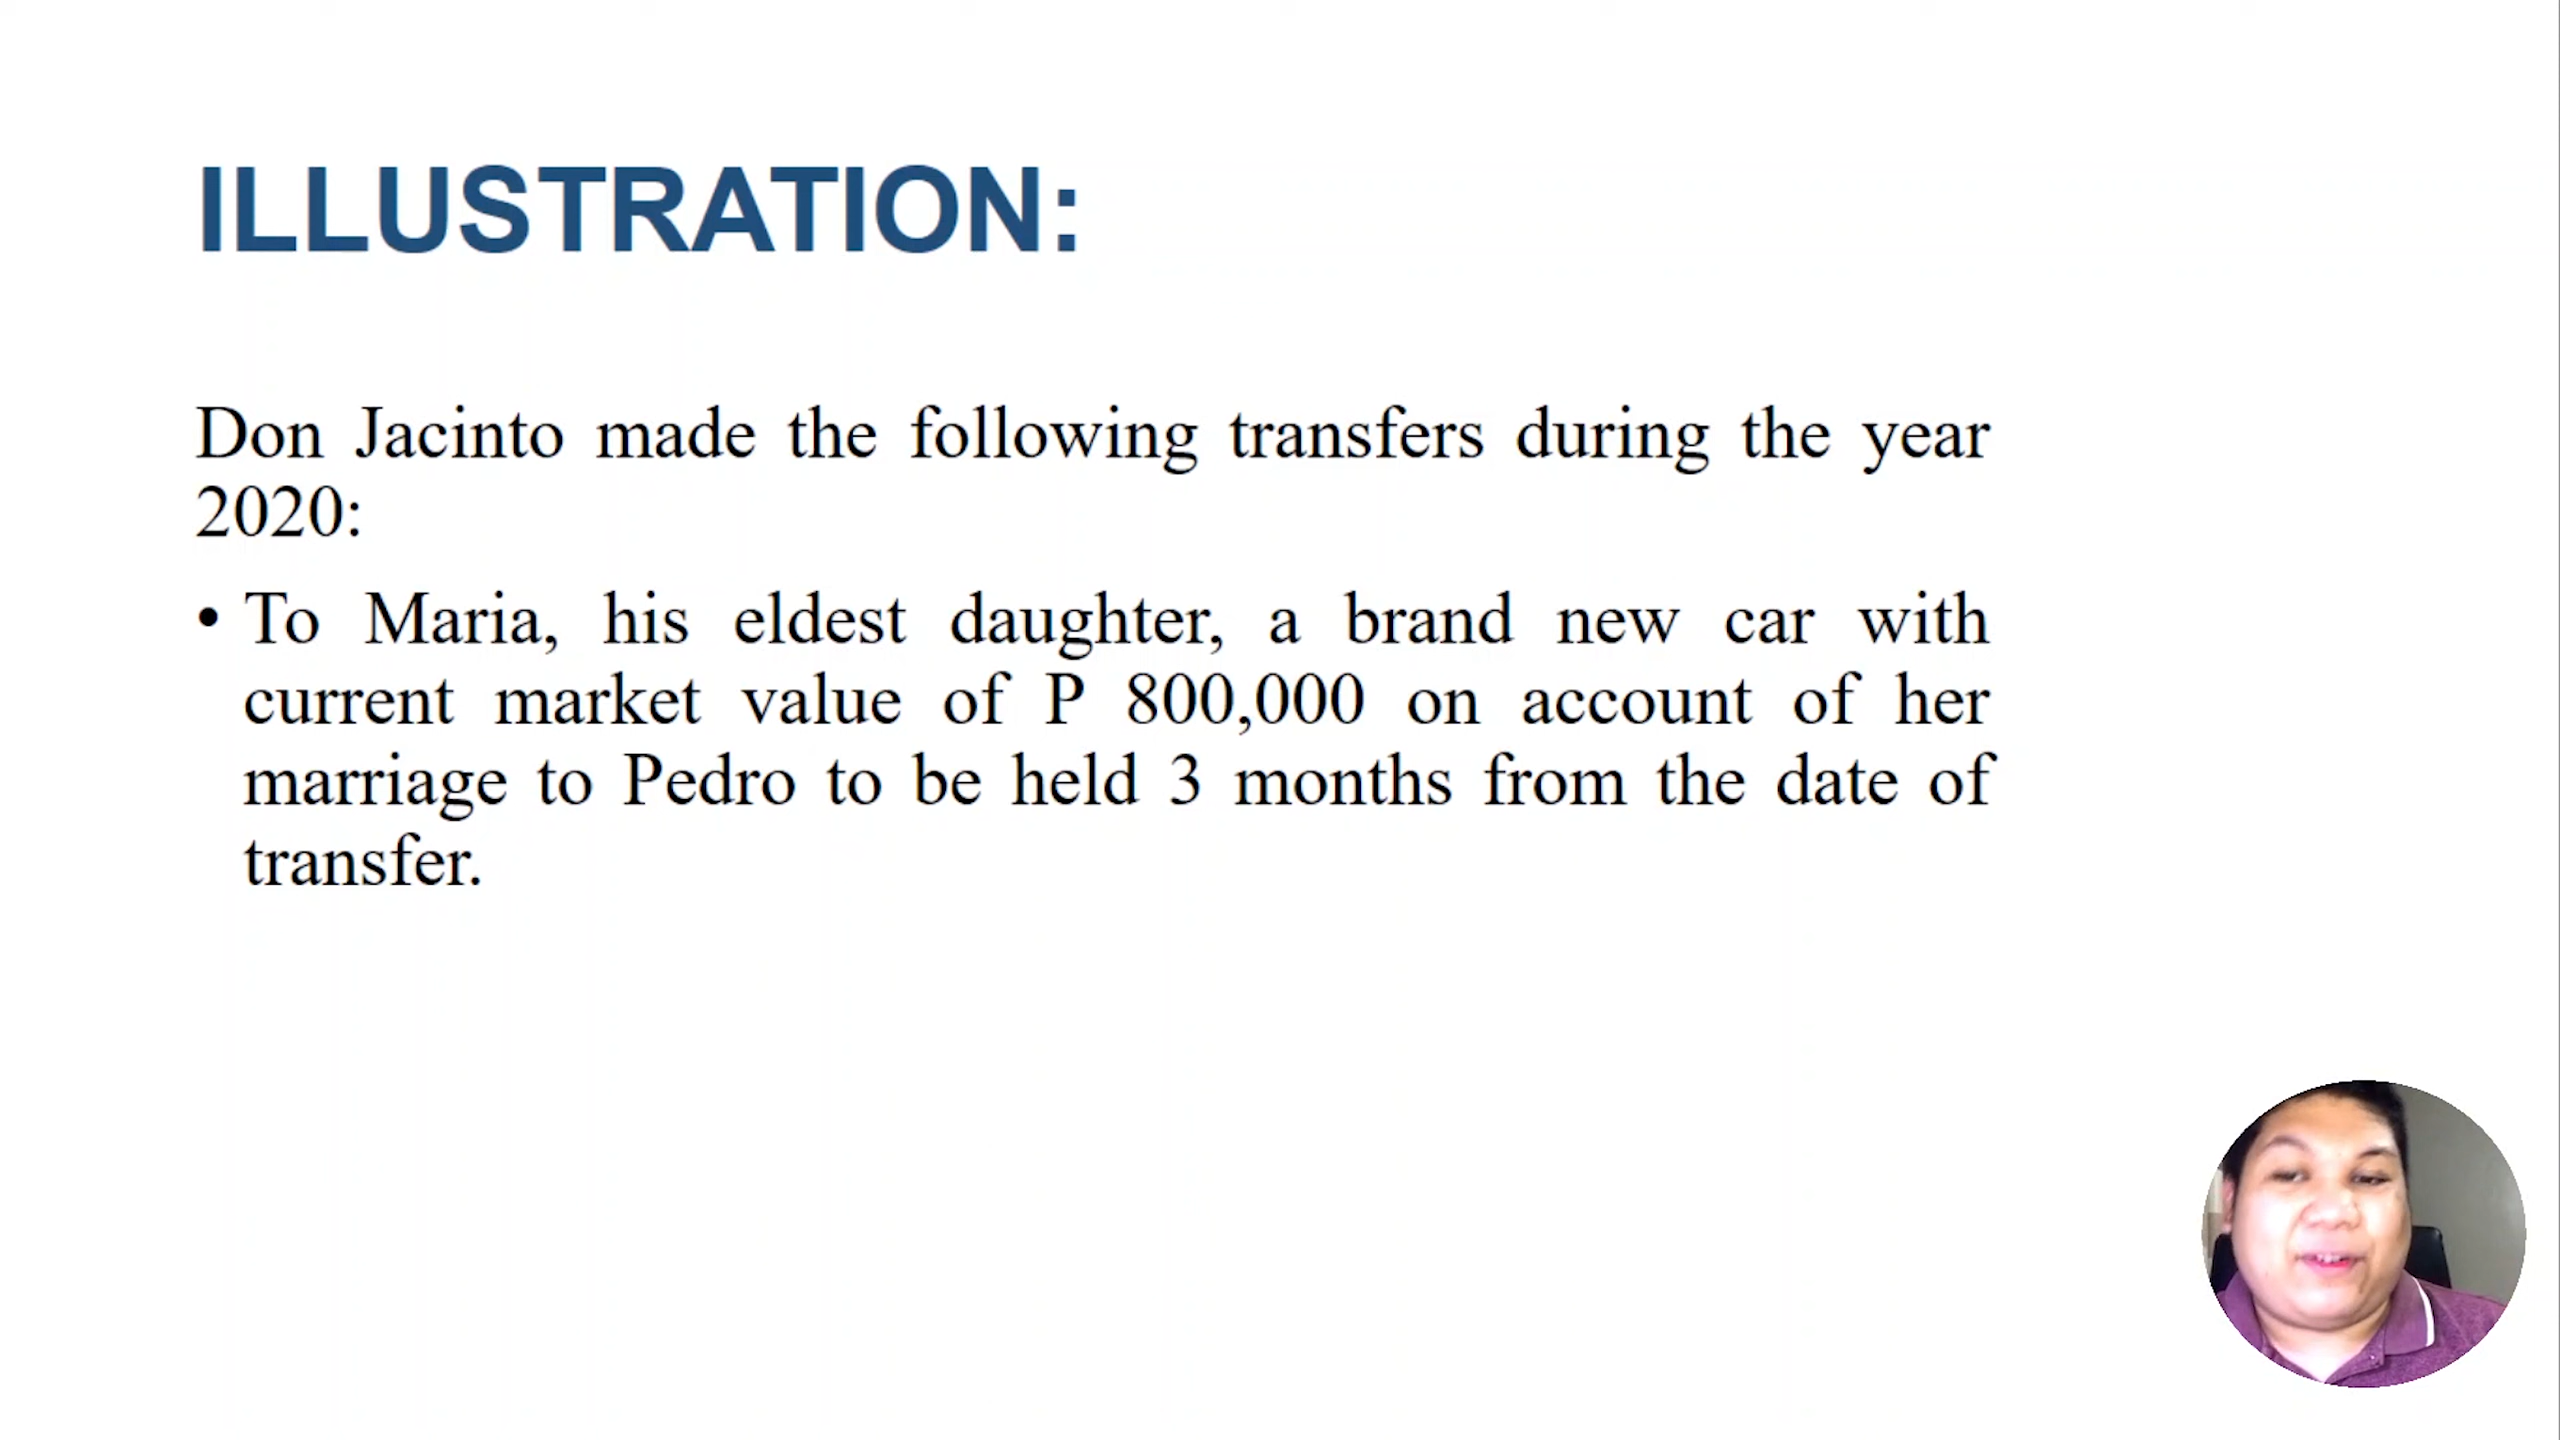 ILLUSTRATION:
Don Jacinto made the following transfers during the year
2020:
• To Maria, his eldest daughter, a brand new car with
current market value of P 800,000 on account of her
marriage to Pedro to be held 3 months from the date of
transfer.